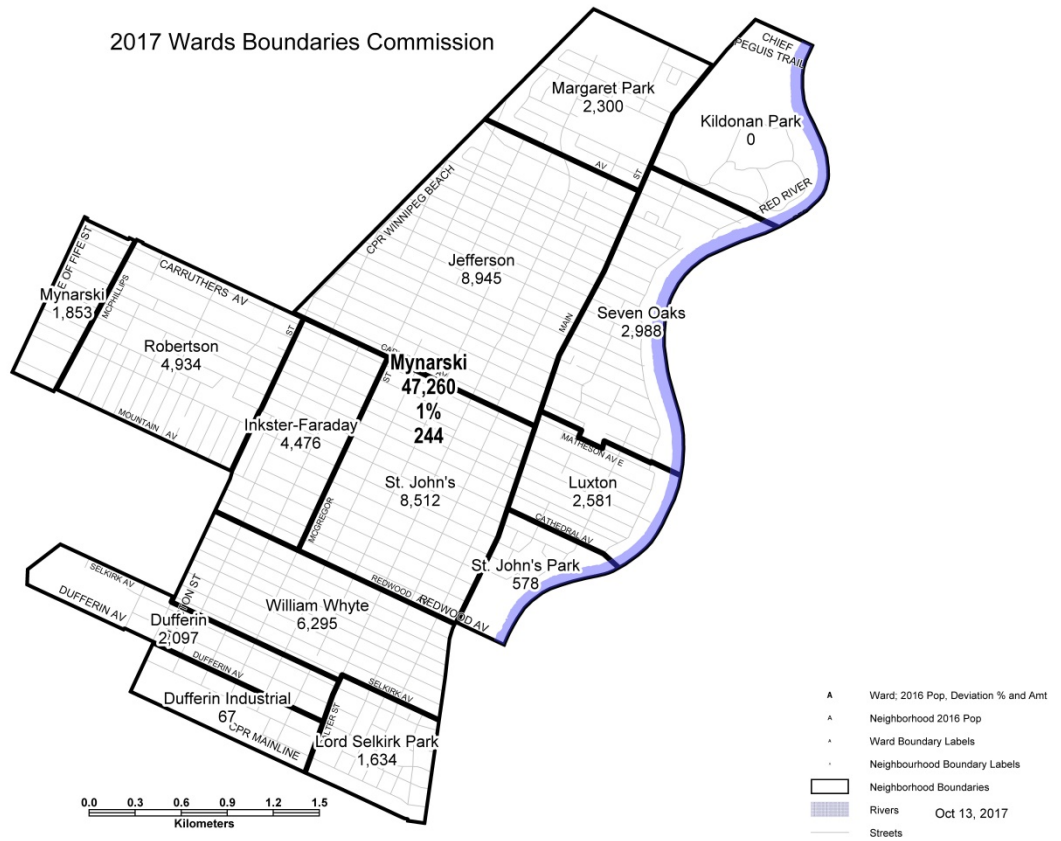 2017 Wards Boundaries Commission
CHIEF
PEGUIS TRAIL
Margaret Park
2,300
Kildonan Park
0
AV
ST
RED RIVER
CPR WINNIPEG BEACH
E OF FIFE ST
MCPHILLIPS
CARRUTHERS AV
Jefferson
8,945
Mynarski
1,853
Seven Oaks
2,988
MAIN
ST
Robertson
4,934
Mynarski
47,260
1%
244
ST
MOUNTAIN AV
Inkster-Faraday
4,476
MATHESON AV E
St. John's
8,512
Luxton
2,581
MCGREGOR
CATHEDRAL AV
St. John's Park
578
SELKIRK AV
DUFFERIN AV
ON ST
REDWOOD AV
REDWOOD AV
William Whyte
6,295
Dufferin
2,097
DUFFERIN AV
SELKIRK AV
Dufferin Industrial
67
CPR MAINLINE
ALTER ST
Lord Selkirk Park
1,634
0.0 0.3 0.6 0.9 1.2 1.5
Kilometers
A Ward; 2016 Pop, Deviation % and Amt
A Neighborhood 2016 Pop
A Ward Boundary Labels
Neighbourhood Boundary Labels
Neighborhood Boundaries
Rivers
Oct 13, 2017
Streets